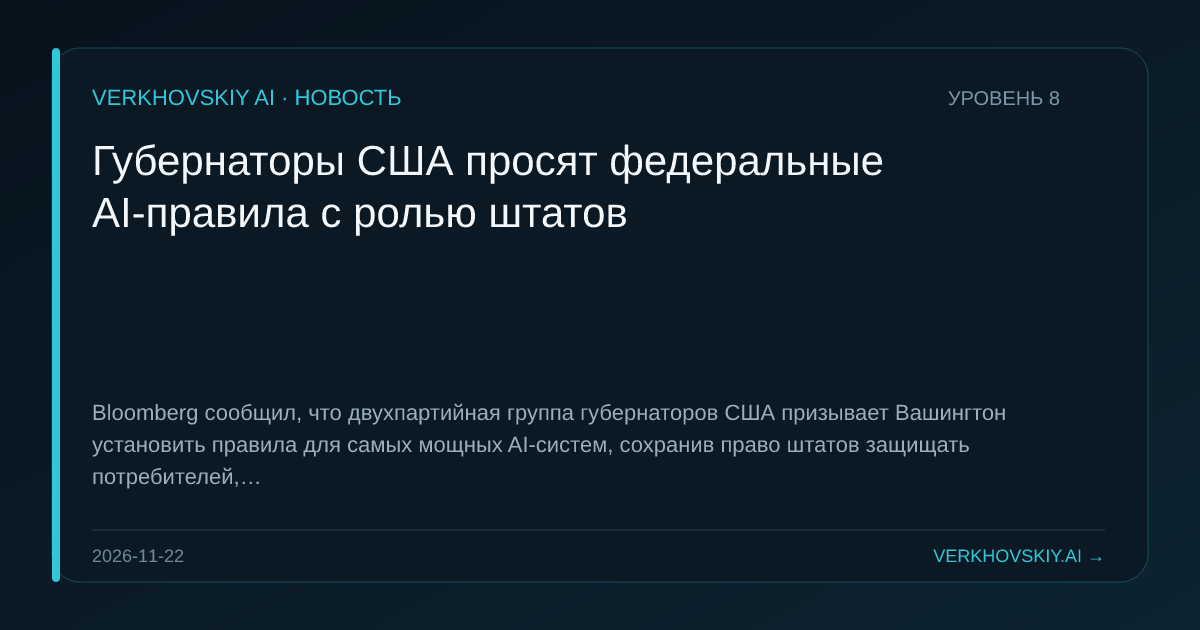 VERKHOVSKIY AI · НОВОСТЬ
УРОВЕНЬ 8
Губернаторы США просят федеральные
AI-правила с ролью штатов
Bloomberg сообщил, что двухпартийная группа губернаторов США призывает Вашингтон
установить правила для самых мощных AI-систем, сохранив право штатов защищать
потребителей,…
2026-11-22
VERKHOVSKIY.AI →